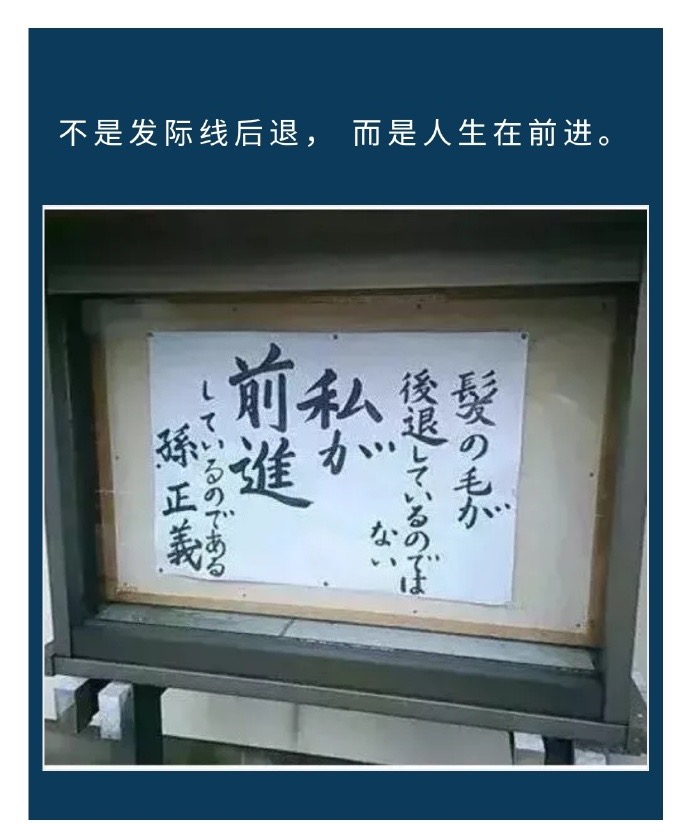 不是发际线后退， 而是人生在前进。
髪の毛が
後退しているのでは
ない
私が
前進
しているのである
孫正義